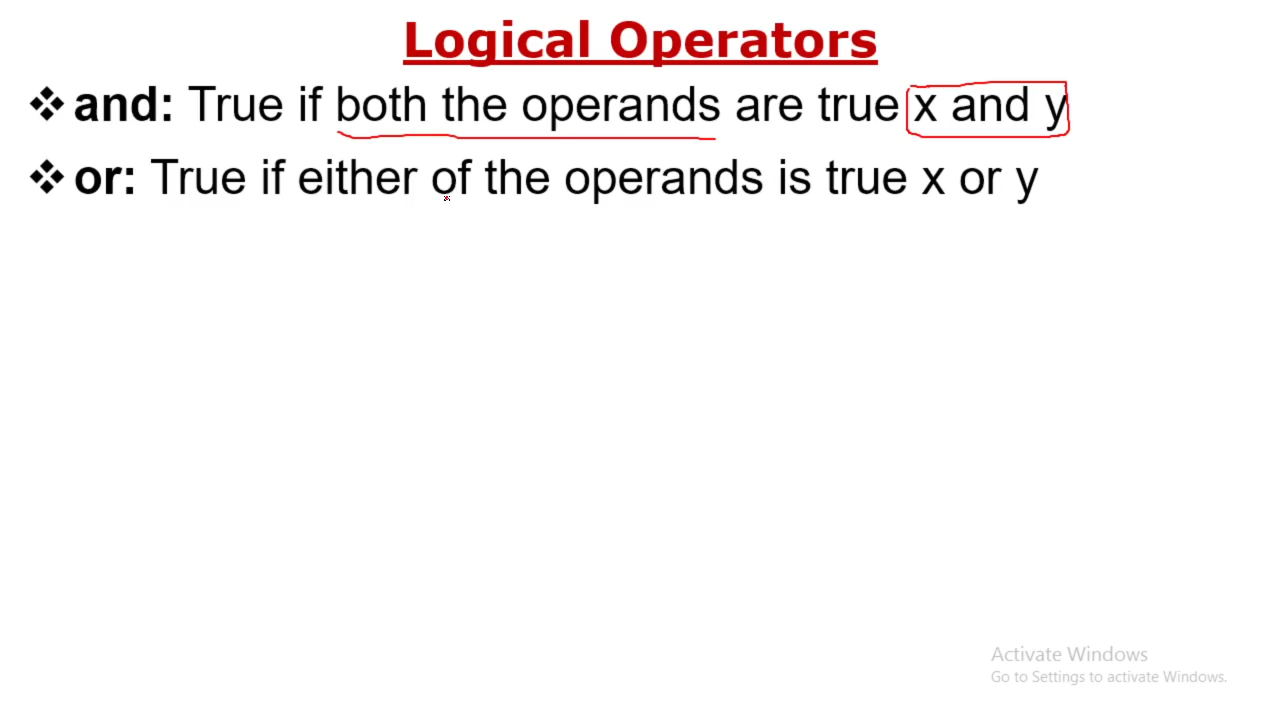 Logical Operators
❖ and: True if both the operands are true x and y
❖ or: True if either of the operands is true x or y
Activate Windows
Go to Settings to activate Windows.